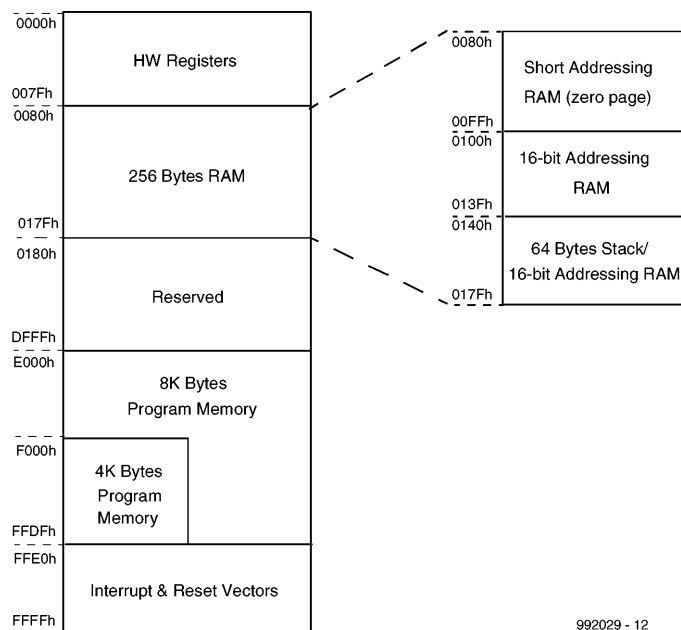 0000h
HW Registers
007Fh
0080h
256 Bytes RAM
017Fh
0180h
Reserved
DFFFh
E000h
8K Bytes
Program Memory
F000h
4K Bytes
Program
Memory
FFDFh
FFE0h
Interrupt & Reset Vectors
FFFFh
0080h
Short Addressing
RAM (zero page)
00FFh
0100h
16-bit Addressing
RAM
013Fh
0140h
64 Bytes Stack/
16-bit Addressing RAM
017Fh
992029 - 12